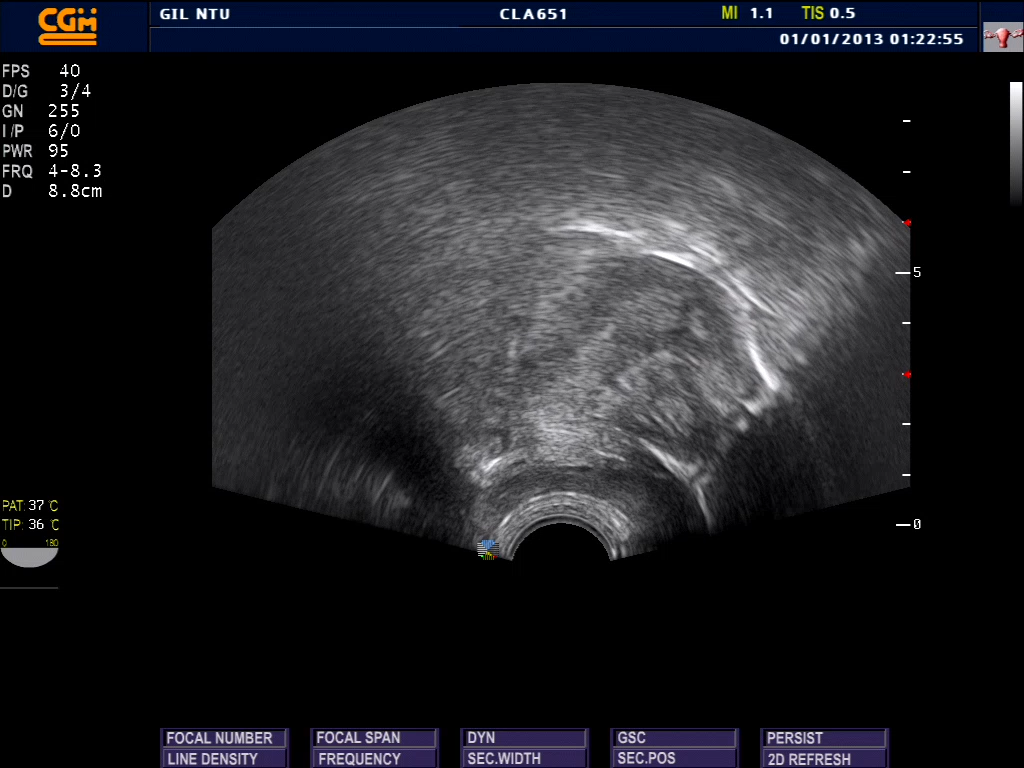 CGM
GIL NTU CLA651 MI 1.1 TIS 0.5
01/01/2013 01:22:55
FPS 40
D/G 3/4
GN 255
I/P 6/0
PWR 95
FRQ 4-8.3
D 8.8cm
5
PAT: 37 °C
TIP: 36 °C
0 180
0
FOCAL NUMBER FOCAL SPAN DYN GSC PERSIST
LINE DENSITY FREQUENCY SEC.WIDTH SEC.POS 2D REFRESH